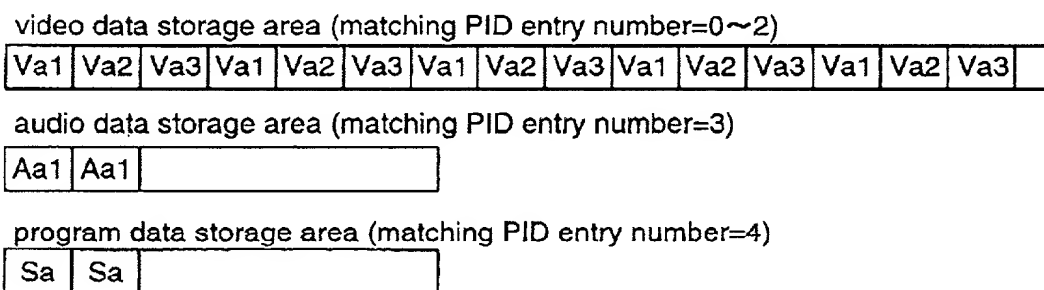 video data storage area (matching PID entry number=0～2)
Va1 Va2 Va3 Va1 Va2 Va3 Va1 Va2 Va3 Va1 Va2 Va3 Va1 Va2 Va3
audio data storage area (matching PID entry number=3)
Aa1 Aa1
program data storage area (matching PID entry number=4)
Sa Sa